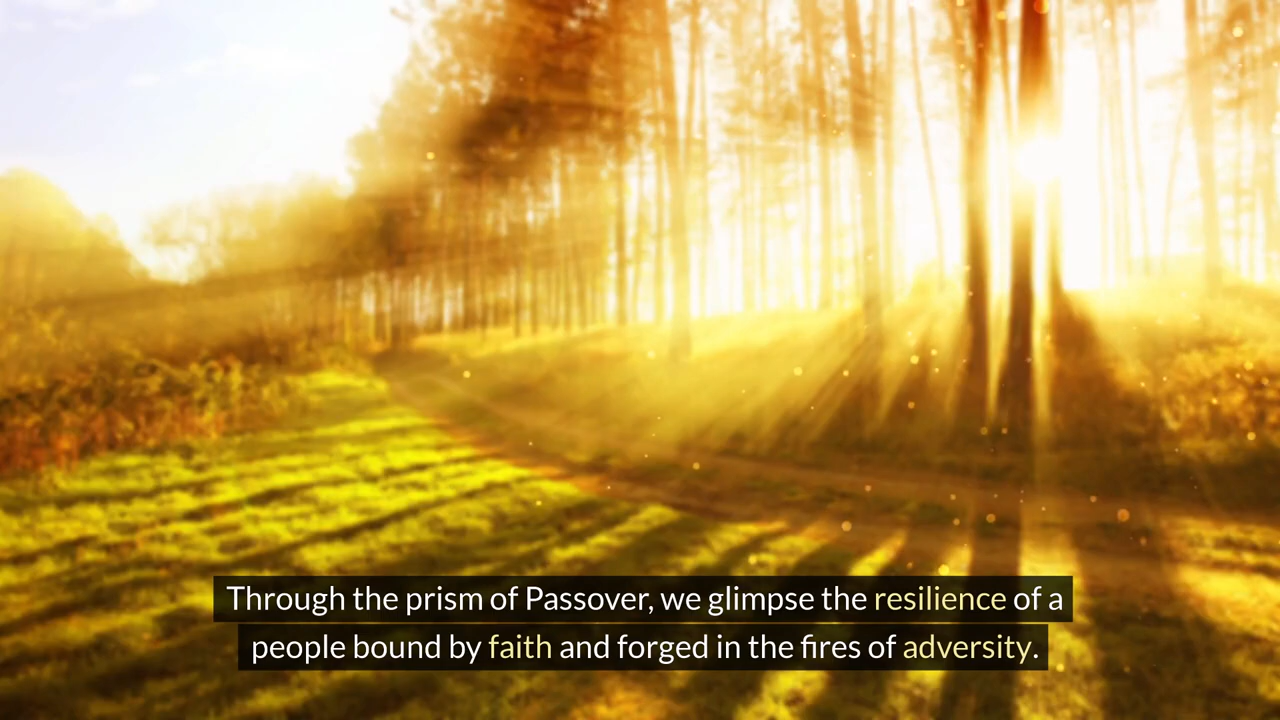 Through the prism of Passover, we glimpse the resilience of a
people bound by faith and forged in the fires of adversity.